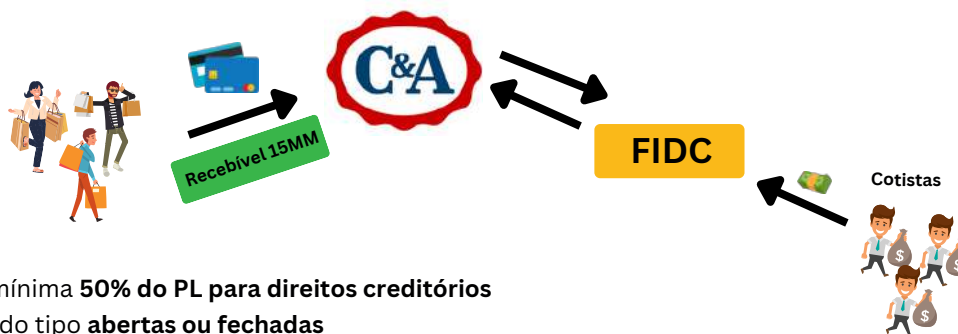 C&A
Recebível 15MM
FIDC
Cotistas
$
$
$
mínima 50% do PL para direitos creditórios
do tipo abertas ou fechadas